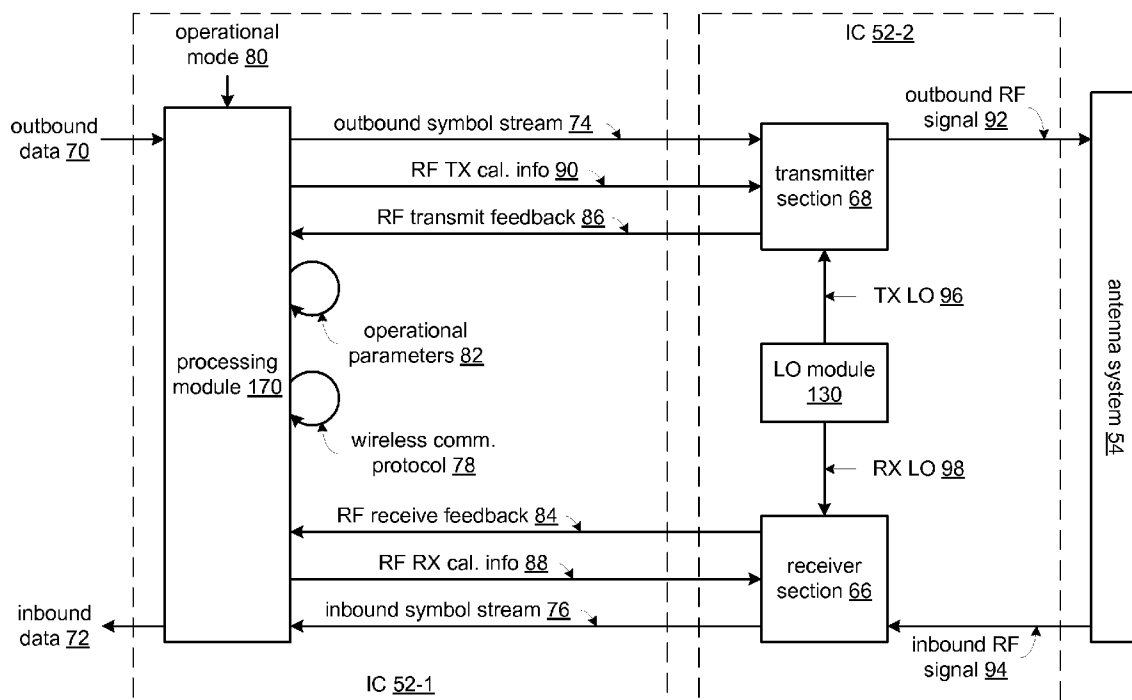 IC 52-2
operational
mode 80
outbound
data 70
outbound symbol stream 74
outbound RF
signal 92
RF TX cal. info 90
transmitter
section 68
RF transmit feedback 86
TX LO 96
operational
parameters 82
processing
module 170
LO module
130
antenna system 54
wireless comm.
protocol 78
RX LO 98
RF receive feedback 84
RF RX cal. info 88
receiver
section 66
inbound symbol stream 76
inbound
data 72
inbound RF
signal 94
IC 52-1